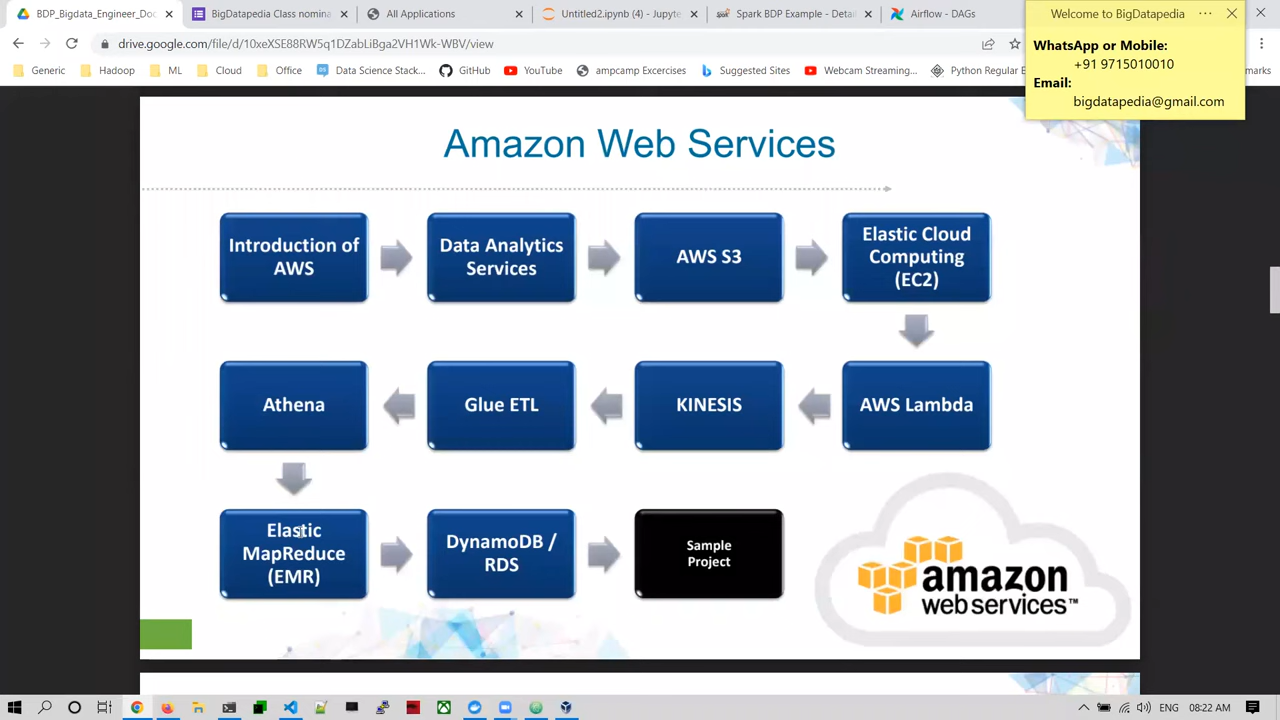 BDP_Bigdata_Engineer_Doc
BigDatapedia Class nomina
All Applications
Untitled2.ipynb (4) - Jupyte
Spark BDP Example - Detai
Airflow - DAGs
drive.google.com/file/d/10xeXSE88RW5q1DZabLiBga2VH1Wk-WBV/view
Generic
Hadoop
ML
Cloud
Office
Data Science Stack...
GitHub
YouTube
ampcamp Excercises
Suggested Sites
Webcam Streaming...
Python Regular E
marks
Welcome to BigDatapedia
WhatsApp or Mobile:
+91 9715010010
Email:
bigdatapedia@gmail.com
Amazon Web Services
Introduction of
AWS
Data Analytics
Services
AWS S3
Elastic Cloud
Computing
(EC2)
Athena
Glue ETL
KINESIS
AWS Lambda
Elastic
MapReduce
(EMR)
DynamoDB /
RDS
Sample
Project
amazon
web services™
ENG
08:22 AM